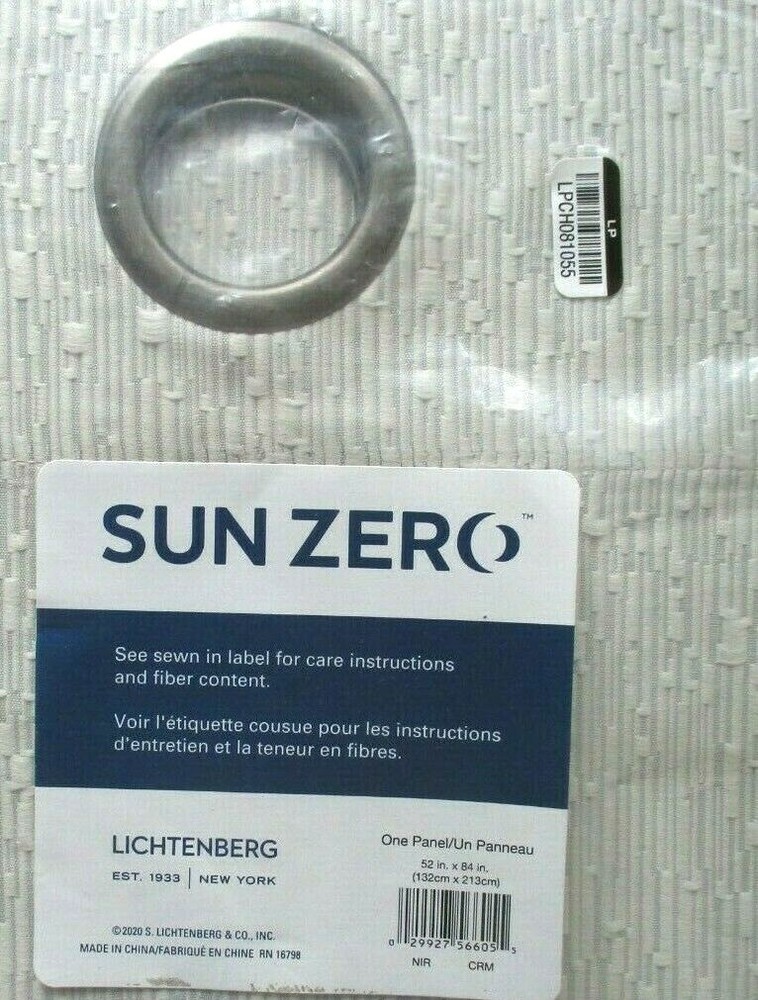 LP
LPCH081055
SUN ZERO™
See sewn in label for care instructions
and fiber content.
Voir l'étiquette cousue pour les instructions
d'entretien et la teneur en fibres.
LICHTENBERG
EST. 1933 | NEW YORK
©2020 S. LICHTENBERG & CO., INC.
MADE IN CHINA/FABRIQUÉ EN CHINE RN 16798
One Panel/Un Panneau
52 in. x 84 in.
(132cm x 213cm)
0 29927 56605 5
NIR CRM